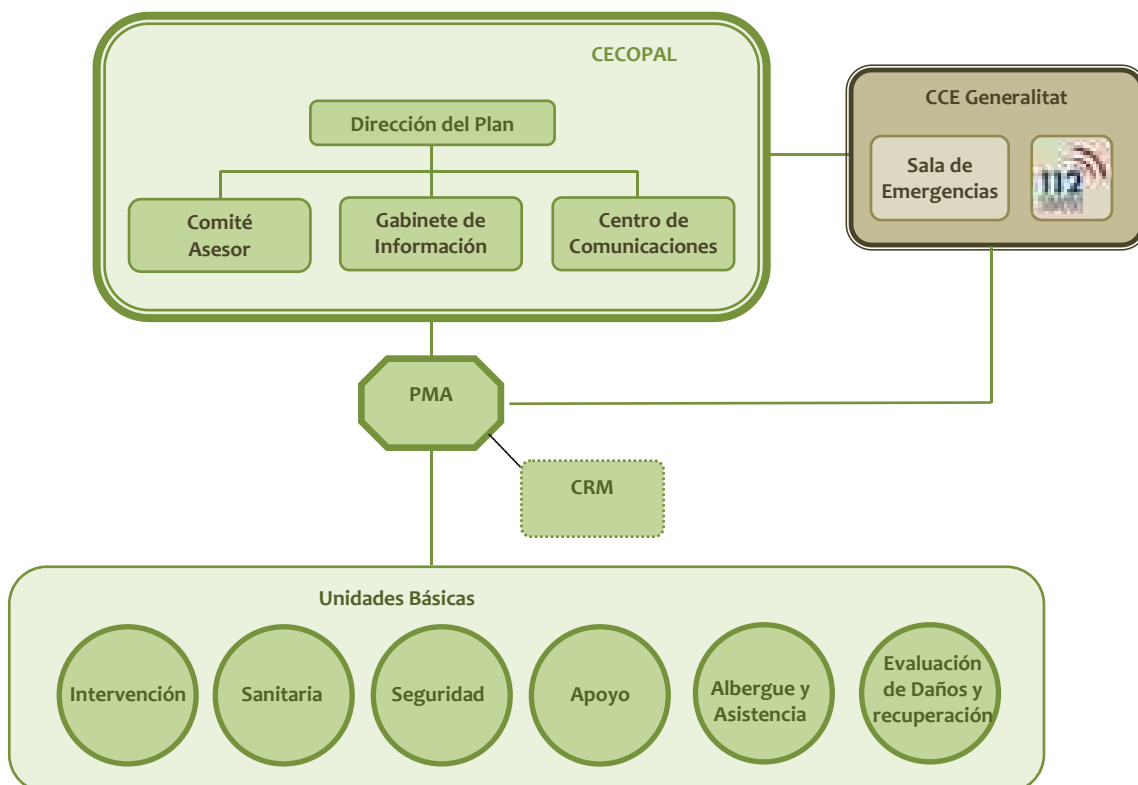 CECOPAL
Dirección del Plan
Comité
Asesor
Gabinete de
Información
Centro de
Comunicaciones
CCE Generalitat
Sala de
Emergencias
112
PMA
CRM
Unidades Básicas
Intervención
Sanitaria
Seguridad
Apoyo
Albergue y
Asistencia
Evaluación
de Daños y
recuperación